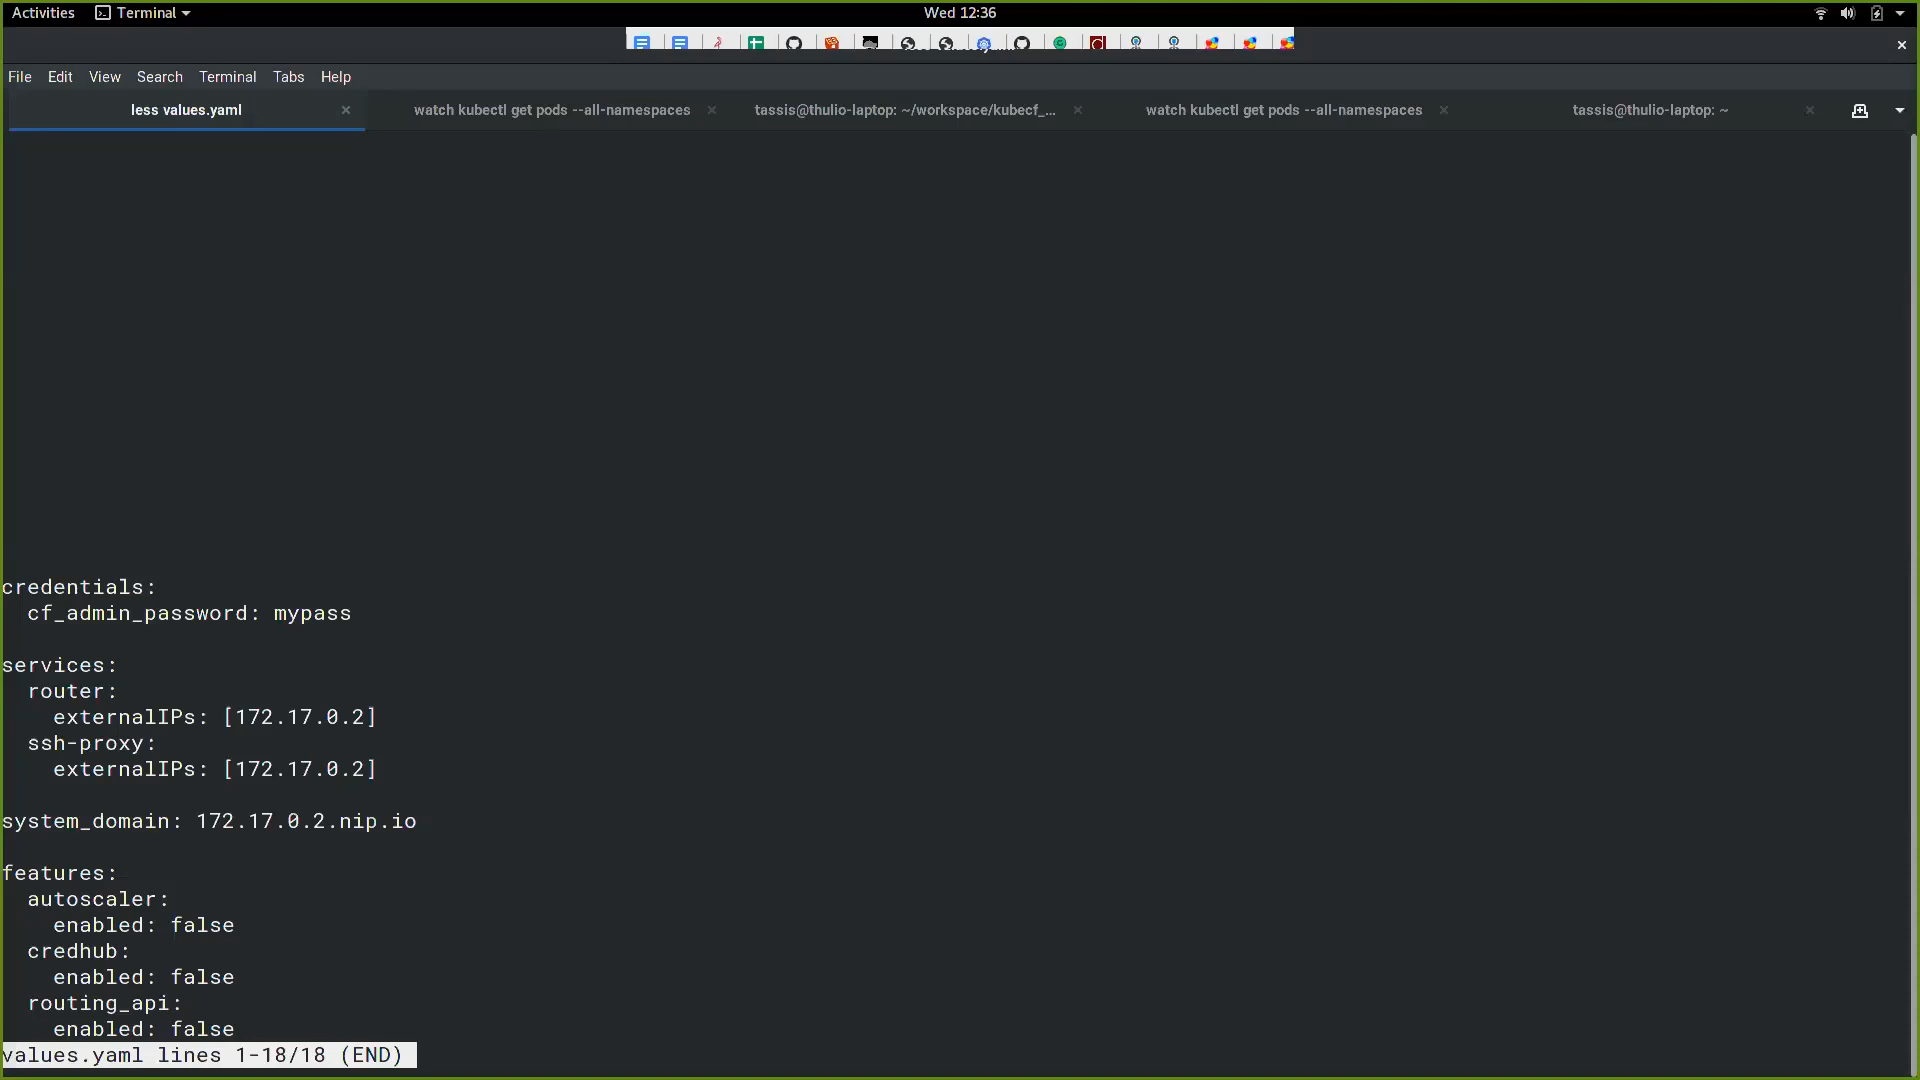 Activities Terminal Wed 12:36
File Edit View Search Terminal Tabs Help
less values.yaml watch kubectl get pods --all-namespaces tassis@thulio-laptop: ~/workspace/kubecf_... watch kubectl get pods --all-namespaces tassis@thulio-laptop: ~
credentials:
  cf_admin_password: mypass
services:
  router:
    externalIPs: [172.17.0.2]
  ssh-proxy:
    externalIPs: [172.17.0.2]
system_domain: 172.17.0.2.nip.io
features:
  autoscaler:
    enabled: false
  credhub:
    enabled: false
  routing_api:
    enabled: false
values.yaml lines 1-18/18 (END)